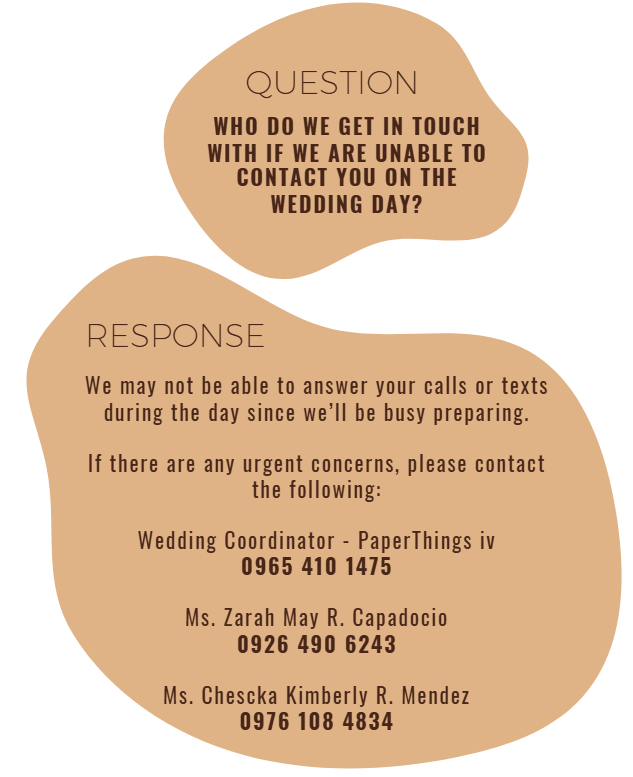 QUESTION
WHO DO WE GET IN TOUCH
WITH IF WE ARE UNABLE TO
CONTACT YOU ON THE
WEDDING DAY?
RESPONSE
We may not be able to answer your calls or texts
during the day since we’ll be busy preparing.
If there are any urgent concerns, please contact
the following:
Wedding Coordinator - PaperThings iv
0965 410 1475
Ms. Zarah May R. Capadocio
0926 490 6243
Ms. Chescka Kimberly R. Mendez
0976 108 4834